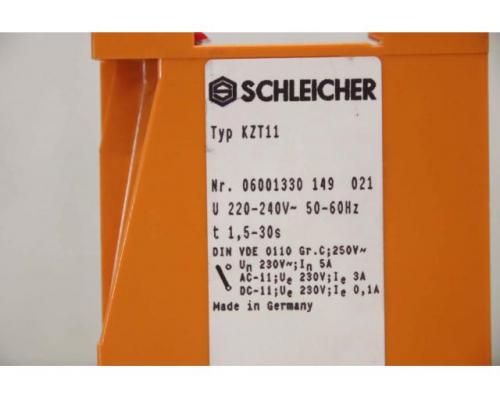 SCHLEICHER
Typ KZT11
Nr. 06001330 149 021
U 220-240V~ 50-60Hz
t 1,5-30s
DIN VDE 0110 Gr.C;250V~
Un 230V~;In 5A
AC-11;Ue 230V;Ie 3A
DC-11;Ue 230V;Ie 0,1A
Made in Germany